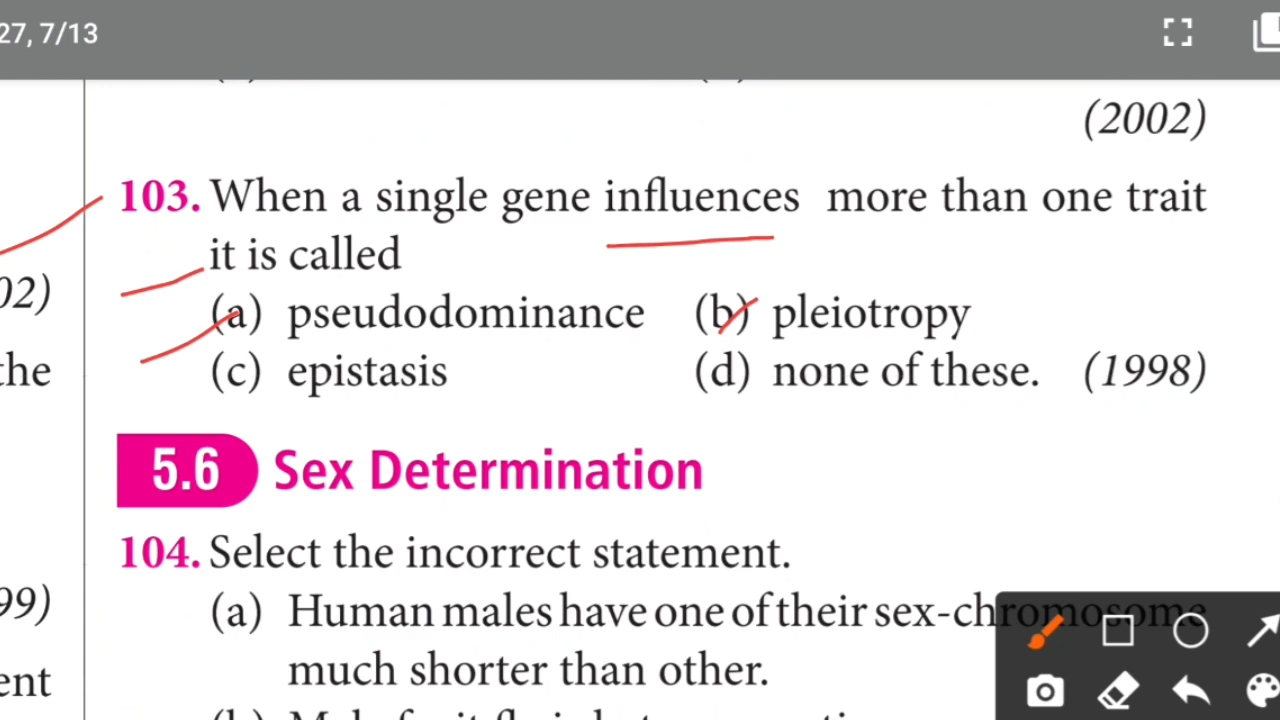 27, 7/13
(2002)
103. When a single gene influences more than one trait
02)
it is called
(a) pseudodominance (b) pleiotropy
the
(c) epistasis (d) none of these. (1998)
5.6 Sex Determination
104. Select the incorrect statement.
99)
(a) Human males have one of their sex-chromosome
ent
much shorter than other.